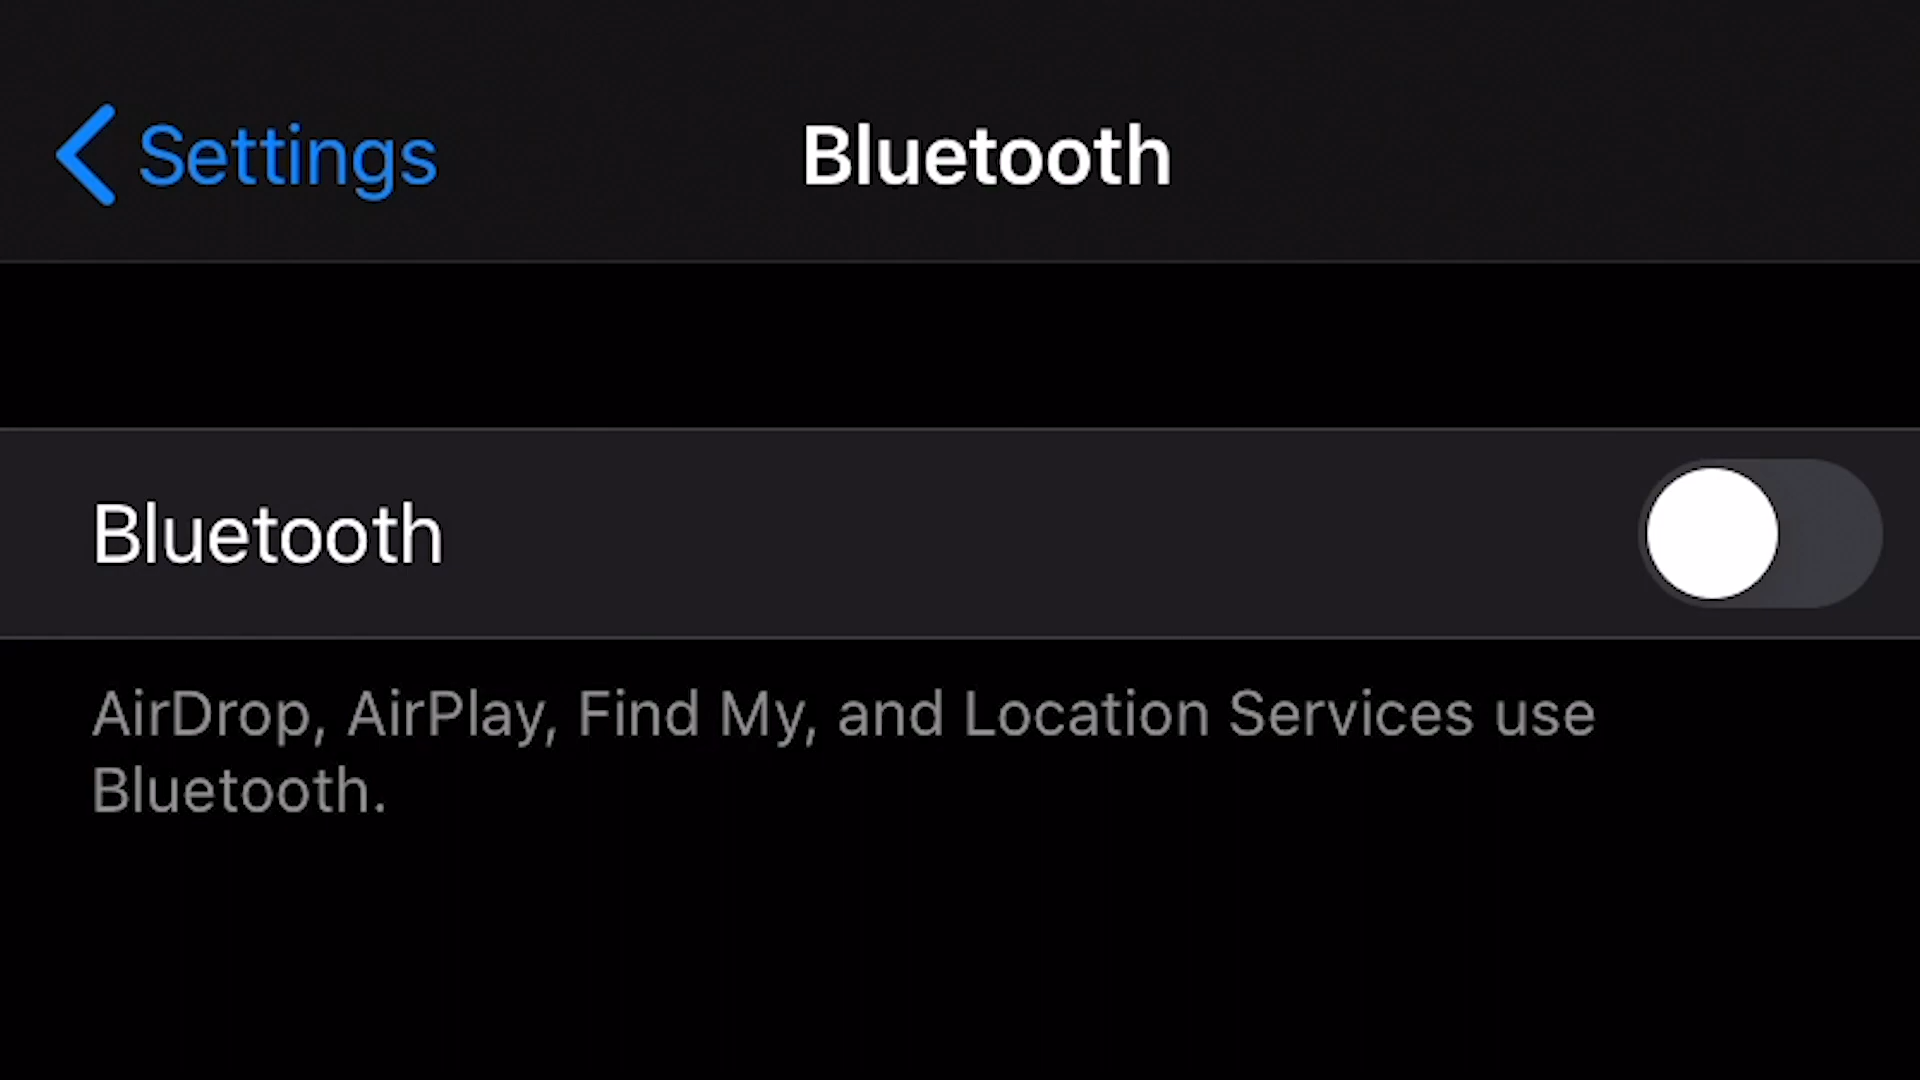 Settings
Bluetooth
Bluetooth
AirDrop, AirPlay, Find My, and Location Services use
Bluetooth.